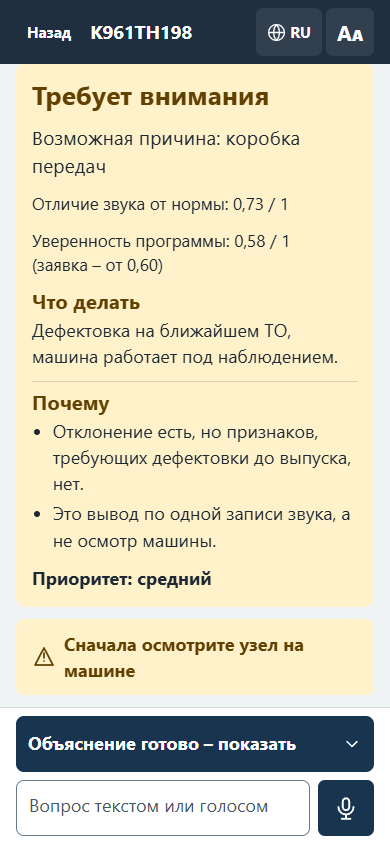 Назад K961TH198 RU Aᴀ
Требует внимания
Возможная причина: коробка
передач
Отличие звука от нормы: 0,73 / 1
Уверенность программы: 0,58 / 1
(заявка – от 0,60)
Что делать
Дефектовка на ближайшем ТО,
машина работает под наблюдением.
Почему
• Отклонение есть, но признаков,
требующих дефектовки до выпуска,
нет.
• Это вывод по одной записи звука, а
не осмотр машины.
Приоритет: средний
Сначала осмотрите узел на
машине
Объяснение готово – показать
Вопрос текстом или голосом